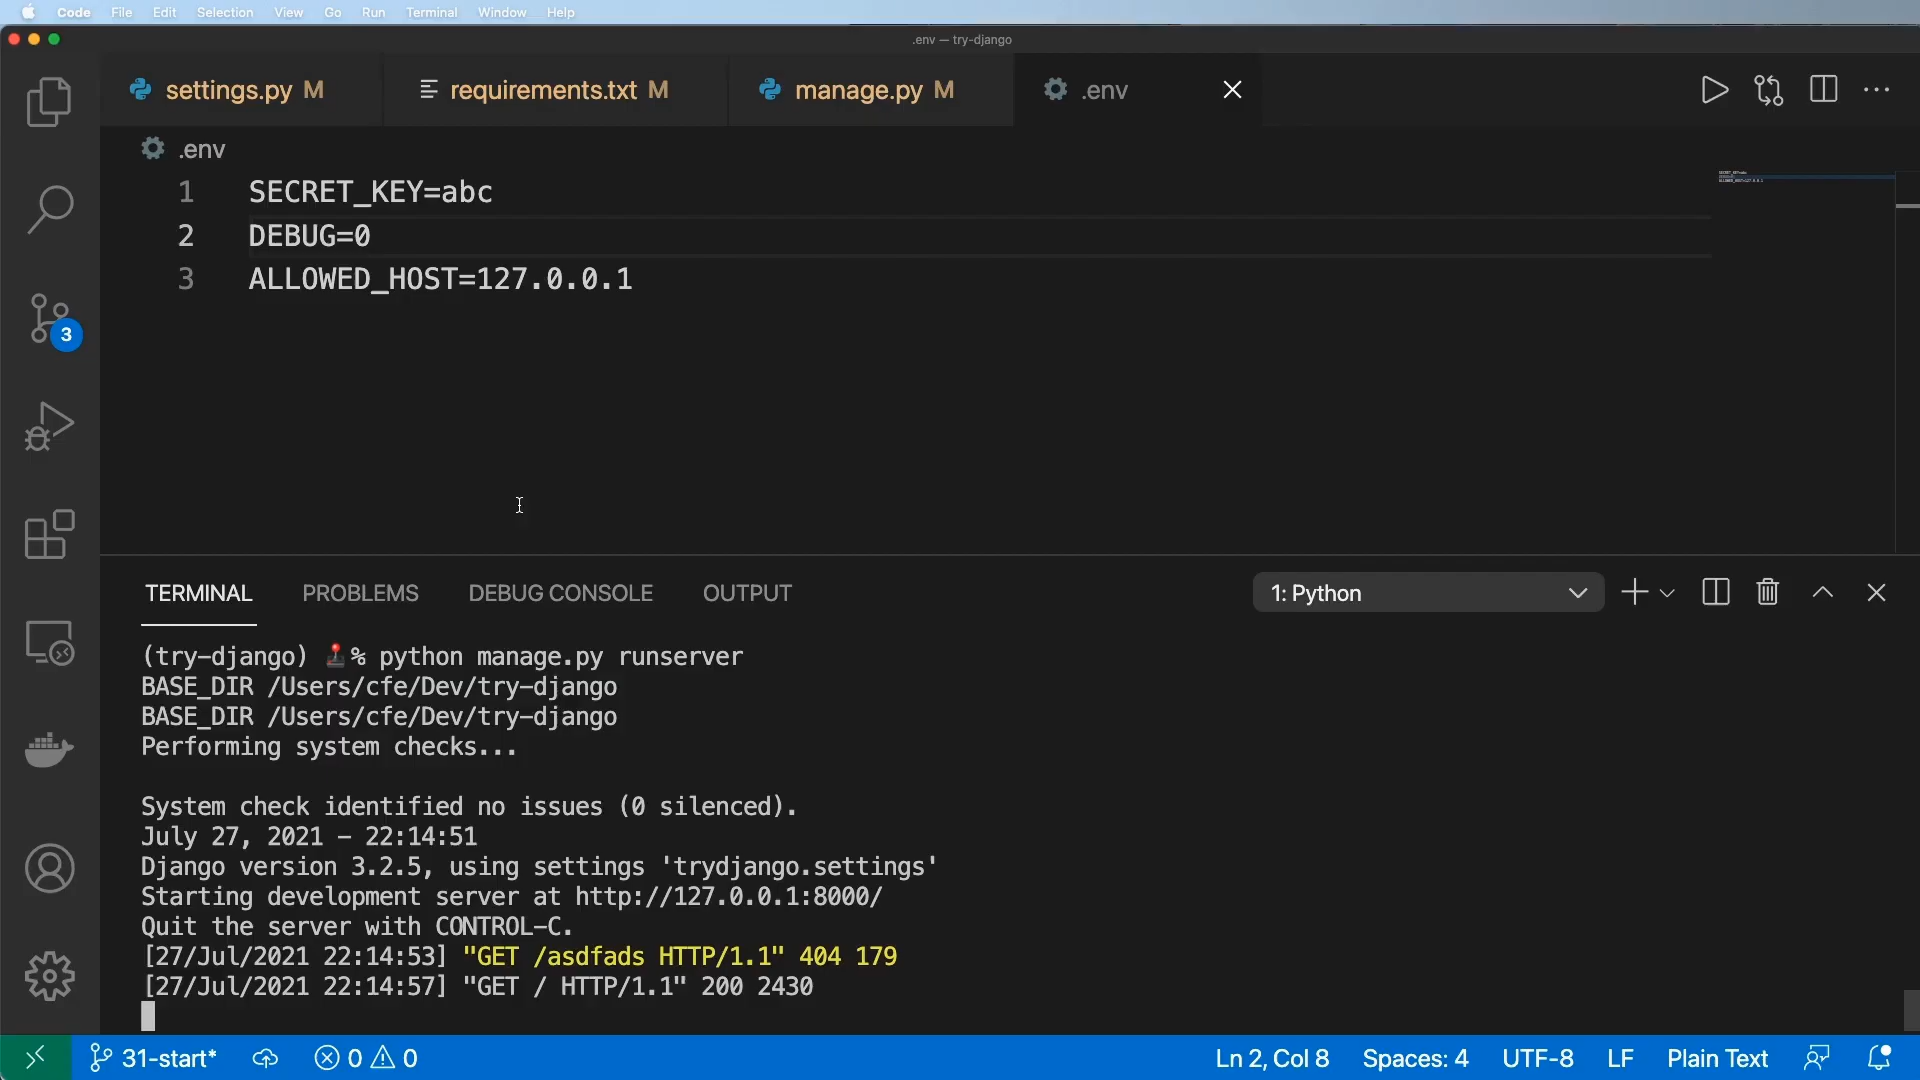 Code File Edit Selection View Go Run Terminal Window Help
.env — try-django
settings.py M requirements.txt M manage.py M .env
.env
1 SECRET_KEY=abc
2 DEBUG=0
3 ALLOWED_HOST=127.0.0.1
3
TERMINAL PROBLEMS DEBUG CONSOLE OUTPUT 1: Python
(try-django) 🕹% python manage.py runserver
BASE_DIR /Users/cfe/Dev/try-django
BASE_DIR /Users/cfe/Dev/try-django
Performing system checks...
System check identified no issues (0 silenced).
July 27, 2021 - 22:14:51
Django version 3.2.5, using settings 'trydjango.settings'
Starting development server at http://127.0.0.1:8000/
Quit the server with CONTROL-C.
[27/Jul/2021 22:14:53] "GET /asdfads HTTP/1.1" 404 179
[27/Jul/2021 22:14:57] "GET / HTTP/1.1" 200 2430
31-start* 0 0 Ln 2, Col 8 Spaces: 4 UTF-8 LF Plain Text